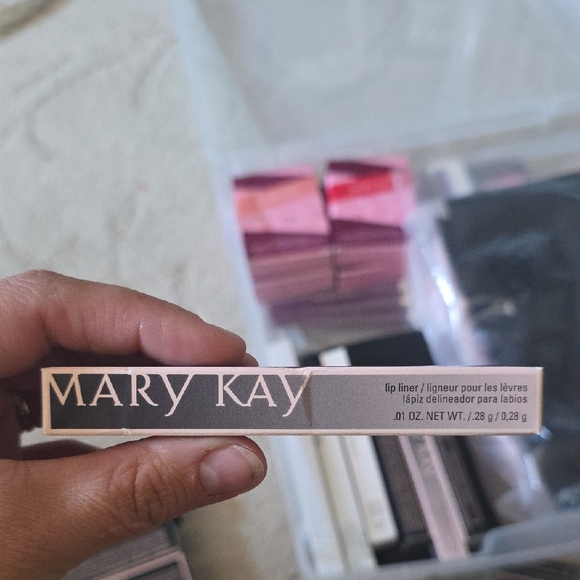 MARY KAY
lip liner / ligneur pour les lèvres
lápiz delineador para labios
.01 OZ. NET WT./.28 g / 0,28 g